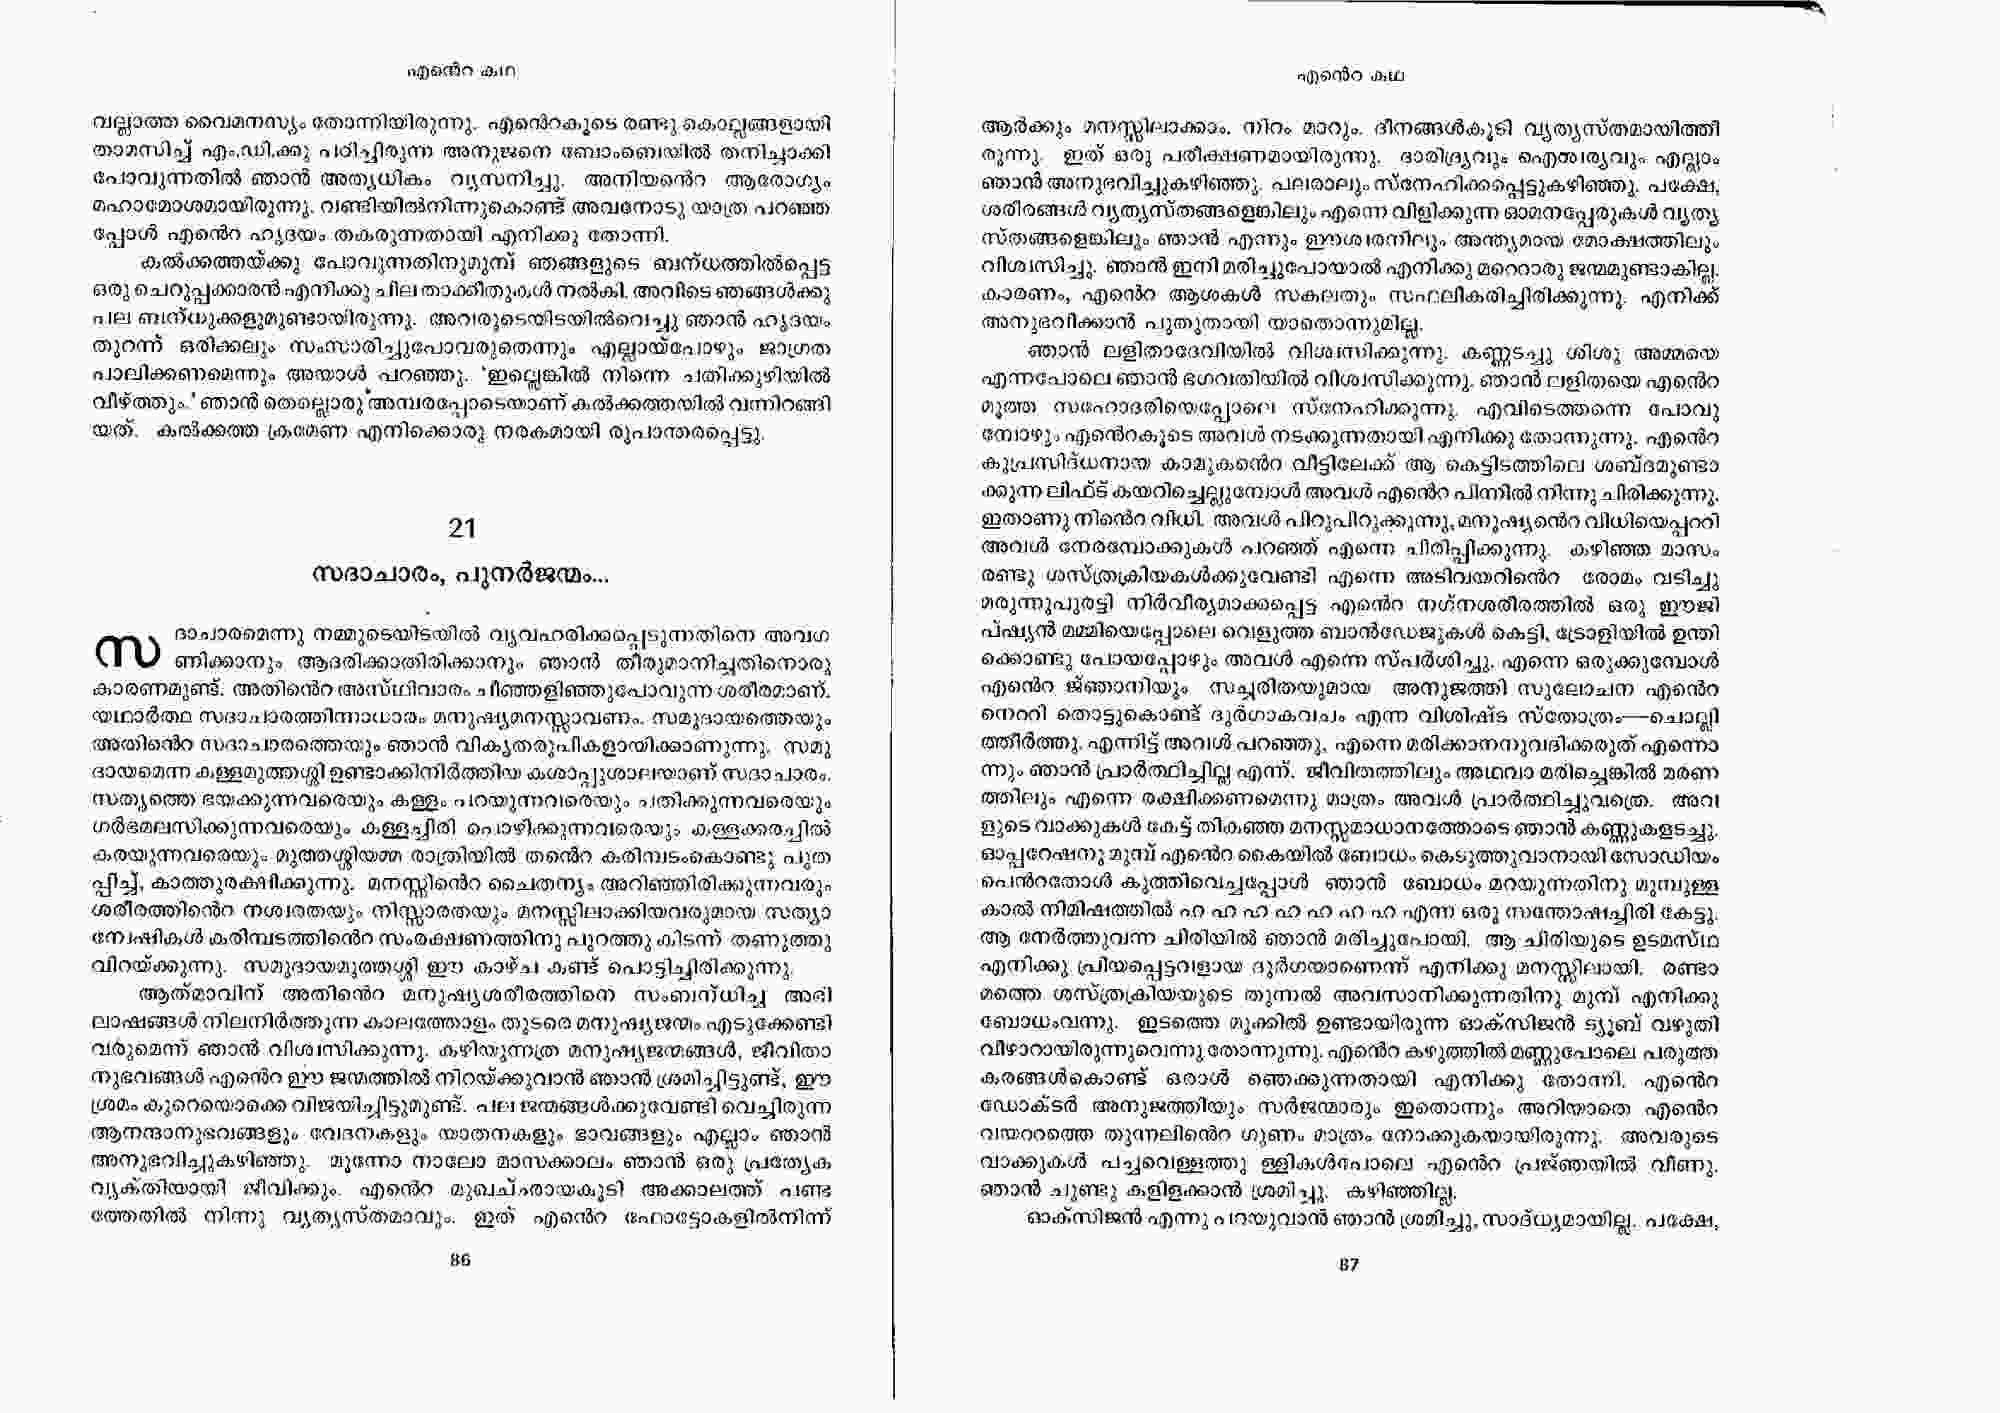 എന്റെ കഥ
വല്ലാത്ത വൈമനസ്യം തോന്നിയിരുന്നു. എന്റെകൂടെ രണ്ടു കൊല്ലങ്ങളായി
താമസിച്ച് എം.ഡി.ക്കു പഠിച്ചിരുന്ന അനുജനെ ബോംബെയിൽ തനിച്ചാക്കി
പോവുന്നതിൽ ഞാൻ അത്യധികം വ്യസനിച്ചു. അനിയന്റെ ആരോഗ്യം
മഹാമോശമായിരുന്നു. വണ്ടിയിൽനിന്നുകൊണ്ട് അവനോടു യാത്ര പറഞ്ഞ
പ്പോൾ എന്റെ ഹൃദയം തകരുന്നതായി എനിക്കു തോന്നി.
കൽക്കത്തയ്ക്കു പോവുന്നതിനുമുമ്പ് ഞങ്ങളുടെ ബന്ധത്തിൽപ്പെട്ട
ഒരു ചെറുപ്പക്കാരൻ എനിക്കു ചില താക്കീതുകൾ നൽകി. അവിടെ ഞങ്ങൾക്കു
പല ബന്ധുക്കളുമുണ്ടായിരുന്നു. അവരുടെയിടയിൽവെച്ചു ഞാൻ ഹൃദയം
തുറന്ന് ഒരിക്കലും സംസാരിച്ചുപോവരുതെന്നും എല്ലായ്പോഴും ജാഗ്രത
പാലിക്കണമെന്നും അയാൾ പറഞ്ഞു. 'ഇല്ലെങ്കിൽ നിന്നെ ചതിക്കുഴിയിൽ
വീഴ്ത്തും.' ഞാൻ തെല്ലൊരു അമ്പരപ്പോടെയാണ് കൽക്കത്തയിൽ വന്നിറങ്ങി
യത്. കൽക്കത്ത ക്രമേണ എനിക്കൊരു നരകമായി രൂപാന്തരപ്പെട്ടു.
21
സദാചാരം, പുനർജന്മം...
സദാചാരമെന്നു നമ്മുടെയിടയിൽ വ്യവഹരിക്കപ്പെടുന്നതിനെ അവഗ
ണിക്കാനും ആദരിക്കാതിരിക്കാനും ഞാൻ തീരുമാനിച്ചതിനൊരു
കാരണമുണ്ട്. അതിന്റെ അസ്ഥിവാരം ചീഞ്ഞളിഞ്ഞുപോവുന്ന ശരീരമാണ്.
യഥാർത്ഥ സദാചാരത്തിന്നാധാരം മനുഷ്യമനസ്സാവണം. സമുദായത്തെയും
അതിന്റെ സദാചാരത്തെയും ഞാൻ വികൃതരൂപികളായിക്കാണുന്നു. സമു
ദായമെന്ന കള്ളമുത്തശ്ശി ഉണ്ടാക്കിനിർത്തിയ കശാപ്പുശാലയാണ് സദാചാരം.
സത്യത്തെ ഭയക്കുന്നവരെയും കള്ളം പറയുന്നവരെയും ചതിക്കുന്നവരെയും
ഗർഭമലസിക്കുന്നവരെയും കള്ളച്ചിരി പൊഴിക്കുന്നവരെയും കള്ളക്കരച്ചിൽ
കരയുന്നവരെയും മുത്തശ്ശിയമ്മ രാത്രിയിൽ തന്റെ കരിമ്പടംകൊണ്ടു പുത
പ്പിച്ച്, കാത്തുരക്ഷിക്കുന്നു. മനസ്സിന്റെ ചൈതന്യം അറിഞ്ഞിരിക്കുന്നവരും
ശരീരത്തിന്റെ നശ്വരതയും നിസ്സാരതയും മനസ്സിലാക്കിയവരുമായ സത്യാ
ന്വേഷികൾ കരിമ്പടത്തിന്റെ സംരക്ഷണത്തിനു പുറത്തു കിടന്ന് തണുത്തു
വിറയ്ക്കുന്നു. സമുദായമുത്തശ്ശി ഈ കാഴ്ച കണ്ട് പൊട്ടിച്ചിരിക്കുന്നു.
ആത്മാവിന് അതിന്റെ മനുഷ്യശരീരത്തിനെ സംബന്ധിച്ച അഭി
ലാഷങ്ങൾ നിലനിർത്തുന്ന കാലത്തോളം തുടരെ മനുഷ്യജന്മം എടുക്കേണ്ടി
വരുമെന്ന് ഞാൻ വിശ്വസിക്കുന്നു. കഴിയുന്നത്ര മനുഷ്യജന്മങ്ങൾ, ജീവിതാ
നുഭവങ്ങൾ എന്റെ ഈ ജന്മത്തിൽ നിറയ്ക്കുവാൻ ഞാൻ ശ്രമിച്ചിട്ടുണ്ട്, ഈ
ശ്രമം കുറെയൊക്കെ വിജയിച്ചിട്ടുമുണ്ട്. പല ജന്മങ്ങൾക്കുവേണ്ടി വെച്ചിരുന്ന
ആനന്ദാനുഭവങ്ങളും വേദനകളും യാതനകളും ഭാവങ്ങളും എല്ലാം ഞാൻ
അനുഭവിച്ചുകഴിഞ്ഞു. മൂന്നോ നാലോ മാസക്കാലം ഞാൻ ഒരു പ്രത്യേക
വ്യക്തിയായി ജീവിക്കും. എന്റെ മുഖച്ഛായകൂടി അക്കാലത്ത് പണ്ട
ത്തേതിൽ നിന്നു വ്യത്യസ്തമാവും. ഇത് എന്റെ ഫോട്ടോകളിൽനിന്ന്
86
എന്റെ കഥ
ആർക്കും മനസ്സിലാക്കാം. നിറം മാറും. ദീനങ്ങൾകൂടി വ്യത്യസ്തമായിത്തീ
രുന്നു. ഇത് ഒരു പരീക്ഷണമായിരുന്നു. ദാരിദ്ര്യവും ഐശ്വര്യവും എല്ലാം
ഞാൻ അനുഭവിച്ചുകഴിഞ്ഞു. പലരാലും സ്നേഹിക്കപ്പെട്ടുകഴിഞ്ഞു. പക്ഷേ,
ശരീരങ്ങൾ വ്യത്യസ്തങ്ങളെങ്കിലും എന്നെ വിളിക്കുന്ന ഓമനപ്പേരുകൾ വ്യത്യ
സ്തങ്ങളെങ്കിലും ഞാൻ എന്നും ഈശ്വരനിലും അന്ത്യമായ മോക്ഷത്തിലും
വിശ്വസിച്ചു. ഞാൻ ഇനി മരിച്ചുപോയാൽ എനിക്കു മറ്റൊരു ജന്മമുണ്ടാകില്ല.
കാരണം, എന്റെ ആശകൾ സകലതും സഫലീകരിച്ചിരിക്കുന്നു. എനിക്ക്
അനുഭവിക്കാൻ പുതുതായി യാതൊന്നുമില്ല.
ഞാൻ ലളിതാദേവിയിൽ വിശ്വസിക്കുന്നു. കണ്ണടച്ചു ശിശു അമ്മയെ
എന്നപോലെ ഞാൻ ഭഗവതിയിൽ വിശ്വസിക്കുന്നു. ഞാൻ ലളിതയെ എന്റെ
മൂത്ത സഹോദരിയെപ്പോലെ സ്നേഹിക്കുന്നു. എവിടെത്തന്നെ പോവു
മ്പോഴും എന്റെകൂടെ അവൾ നടക്കുന്നതായി എനിക്കു തോന്നുന്നു. എന്റെ
കുപ്രസിദ്ധനായ കാമുകന്റെ വീട്ടിലേക്ക് ആ കെട്ടിടത്തിലെ ശബ്ദമുണ്ടാ
ക്കുന്ന ലിഫ്ട് കയറിച്ചെല്ലുമ്പോൾ അവൾ എന്റെ പിന്നിൽ നിന്നു ചിരിക്കുന്നു.
ഇതാണു നിന്റെ വിധി. അവൾ പിറുപിറുക്കുന്നു, മനുഷ്യന്റെ വിധിയെപ്പറ്റി
അവൾ നേരമ്പോക്കുകൾ പറഞ്ഞ് എന്നെ ചിരിപ്പിക്കുന്നു. കഴിഞ്ഞ മാസം
രണ്ടു ശസ്ത്രക്രിയകൾക്കുവേണ്ടി എന്നെ അടിവയറിന്റെ രോമം വടിച്ചു
മരുന്നുപുരട്ടി നിർവീര്യമാക്കപ്പെട്ട എന്റെ നഗ്നശരീരത്തിൽ ഒരു ഈജി
പ്ഷ്യൻ മമ്മിയെപ്പോലെ വെളുത്ത ബാൻഡേജുകൾ കെട്ടി, ട്രോളിയിൽ ഉന്തി
ക്കൊണ്ടു പോയപ്പോഴും അവൾ എന്നെ സ്പർശിച്ചു. എന്നെ ഒരുക്കുമ്പോൾ
എന്റെ ജ്ഞാനിയും സച്ചരിതയുമായ അനുജത്തി സുലോചന എന്റെ
നെറ്റി തൊട്ടുകൊണ്ട് ദുർഗാകവചം എന്ന വിശിഷ്ട സ്തോത്രം—ചൊല്ലി
ത്തീർത്തു. എന്നിട്ട് അവൾ പറഞ്ഞു, എന്നെ മരിക്കാനനുവദിക്കരുത് എന്നൊ
ന്നും ഞാൻ പ്രാർത്ഥിച്ചില്ല എന്ന്. ജീവിതത്തിലും അഥവാ മരിച്ചെങ്കിൽ മരണ
ത്തിലും എന്നെ രക്ഷിക്കണമെന്നു മാത്രം അവൾ പ്രാർത്ഥിച്ചുവത്രെ. അവ
ളുടെ വാക്കുകൾ കേട്ട് തികഞ്ഞ മനസ്സമാധാനത്തോടെ ഞാൻ കണ്ണുകളടച്ചു.
ഓപ്പറേഷനു മുമ്പ് എന്റെ കൈയിൽ ബോധം കെടുത്തുവാനായി സോഡിയം
പെന്റതോൾ കുത്തിവെച്ചപ്പോൾ ഞാൻ ബോധം മറയുന്നതിനു മുമ്പുള്ള
കാൽ നിമിഷത്തിൽ ഹ ഹ ഹ ഹ ഹ ഹ ഹ എന്ന ഒരു സന്തോഷച്ചിരി കേട്ടു.
ആ നേർത്തുവന്ന ചിരിയിൽ ഞാൻ മരിച്ചുപോയി. ആ ചിരിയുടെ ഉടമസ്ഥ
എനിക്കു പ്രിയപ്പെട്ടവളായ ദുർഗയാണെന്ന് എനിക്കു മനസ്സിലായി. രണ്ടാ
മത്തെ ശസ്ത്രക്രിയയുടെ തുന്നൽ അവസാനിക്കുന്നതിനു മുമ്പ് എനിക്കു
ബോധംവന്നു. ഇടത്തെ മൂക്കിൽ ഉണ്ടായിരുന്ന ഓക്സിജൻ ട്യൂബ് വഴുതി
വീഴാറായിരുന്നുവെന്നു തോന്നുന്നു. എന്റെ കഴുത്തിൽ മണ്ണുപോലെ പരുത്ത
കരങ്ങൾകൊണ്ട് ഒരാൾ ഞെക്കുന്നതായി എനിക്കു തോന്നി. എന്റെ
ഡോക്ടർ അനുജത്തിയും സർജന്മാരും ഇതൊന്നും അറിയാതെ എന്റെ
വയററത്തെ തുന്നലിന്റെ ഗുണം മാത്രം നോക്കുകയായിരുന്നു. അവരുടെ
വാക്കുകൾ പച്ചവെള്ളത്തു ള്ളികൾപോലെ എന്റെ പ്രജ്ഞയിൽ വീണു.
ഞാൻ ചുണ്ടു കളിളക്കാൻ ശ്രമിച്ചു. കഴിഞ്ഞില്ല.
ഓക്സിജൻ എന്നു പറയുവാൻ ഞാൻ ശ്രമിച്ചു, സാദ്ധ്യമായില്ല. പക്ഷേ,
87